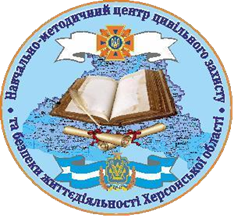 Навчально-методичний центр цивільного захисту
та безпеки життєдіяльності Херсонської області